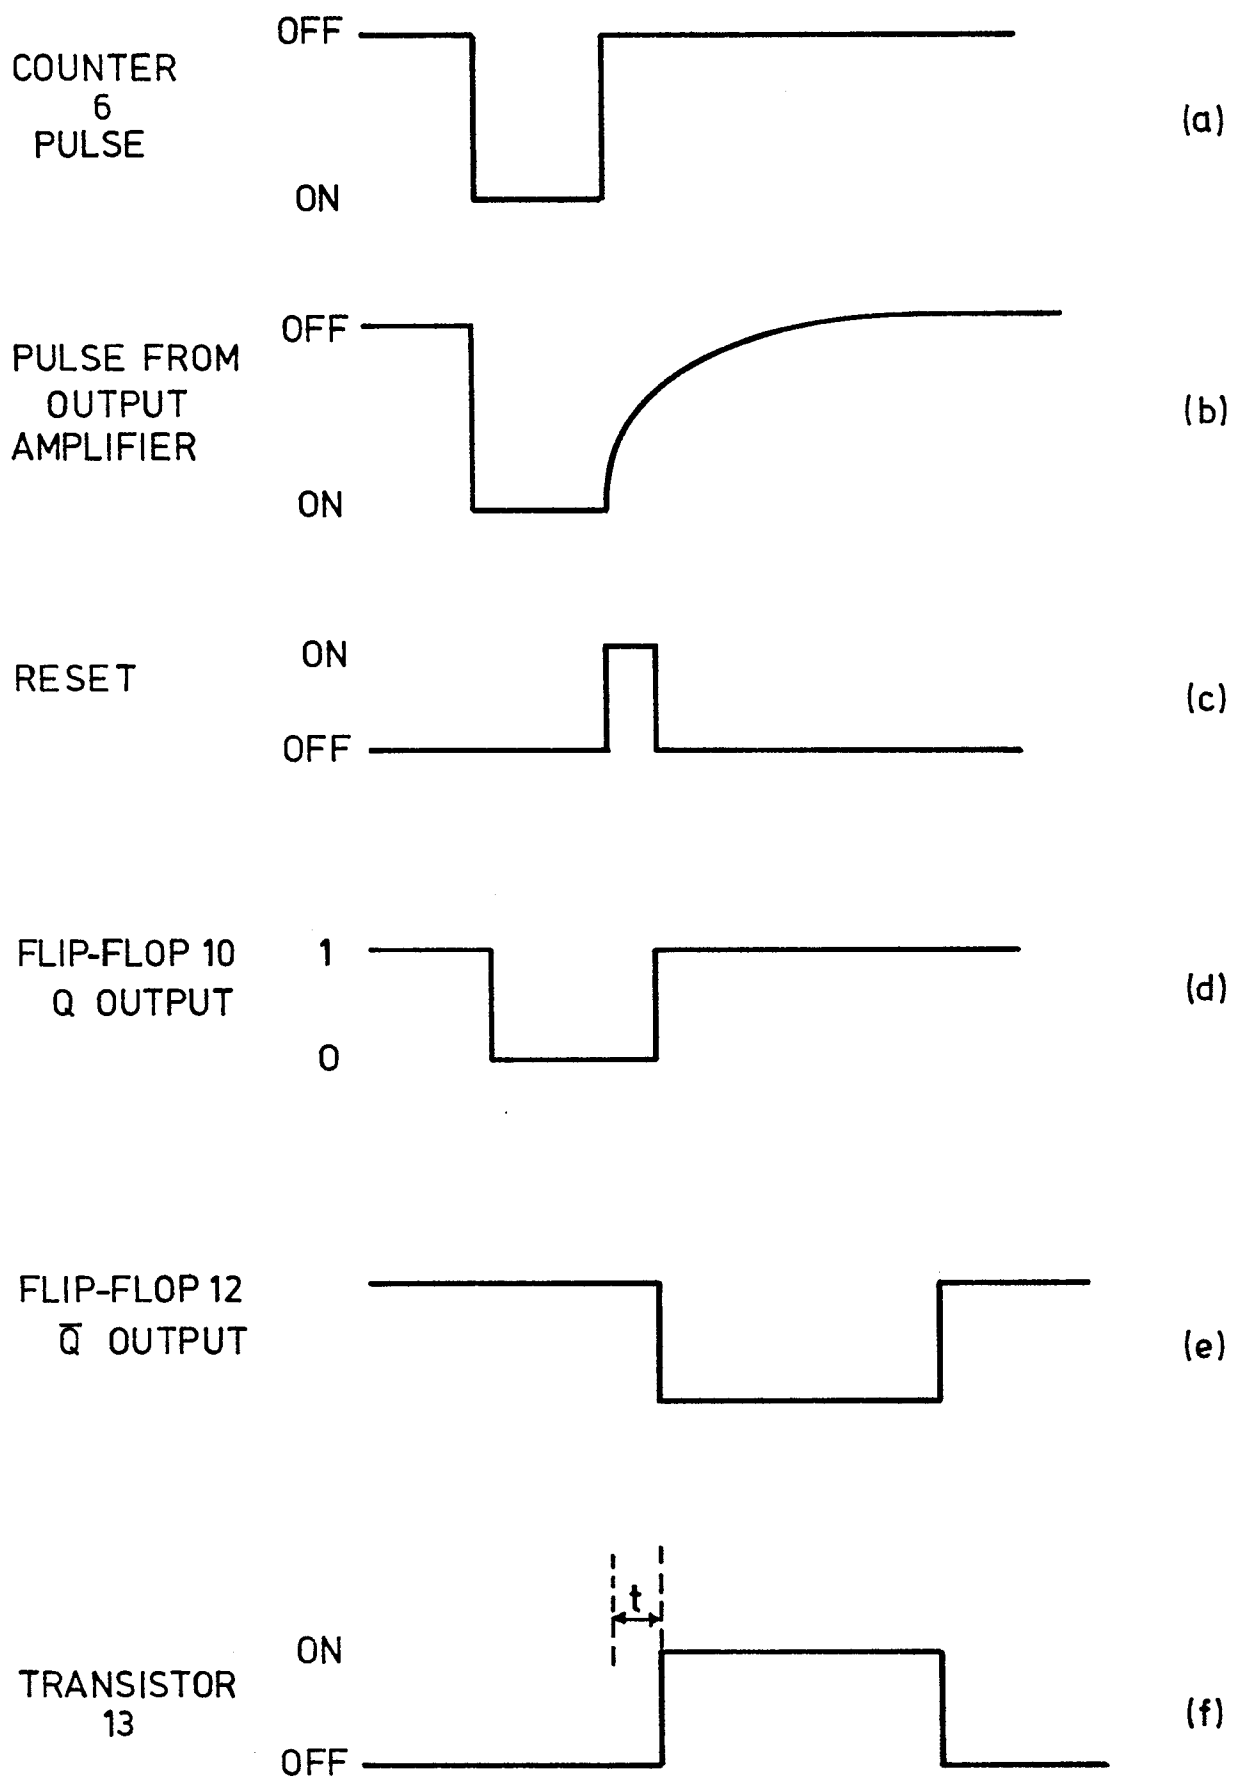 OFF
COUNTER
6
PULSE
(a)
ON
OFF
PULSE FROM
OUTPUT
AMPLIFIER
(b)
ON
ON
RESET
(c)
OFF
FLIP-FLOP 10
Q OUTPUT
1
(d)
0
FLIP-FLOP 12
Q̅ OUTPUT
(e)
t
ON
TRANSISTOR
13
(f)
OFF